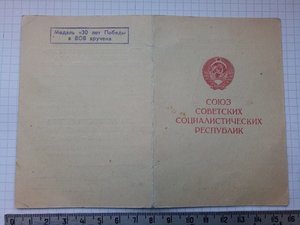 Медаль «30 лет Победы
в ВОВ вручена
СОЮЗ
СОВЕТСКИХ
СОЦИАЛИСТИЧЕСКИХ
РЕСПУБЛИК